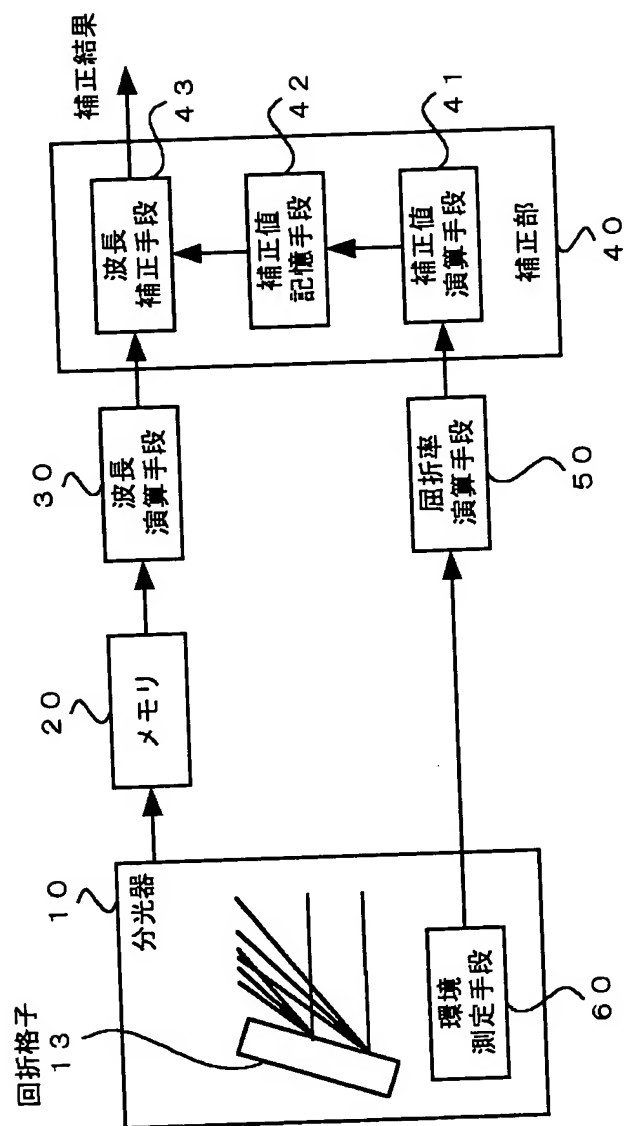 回折格子
13
10
分光器
環境
測定手段
60
20
メモリ
30
波長
演算手段
屈折率
演算手段
50
波長
補正手段
43
補正値
記憶手段
42
補正値
演算手段
41
補正部
40
補正結果